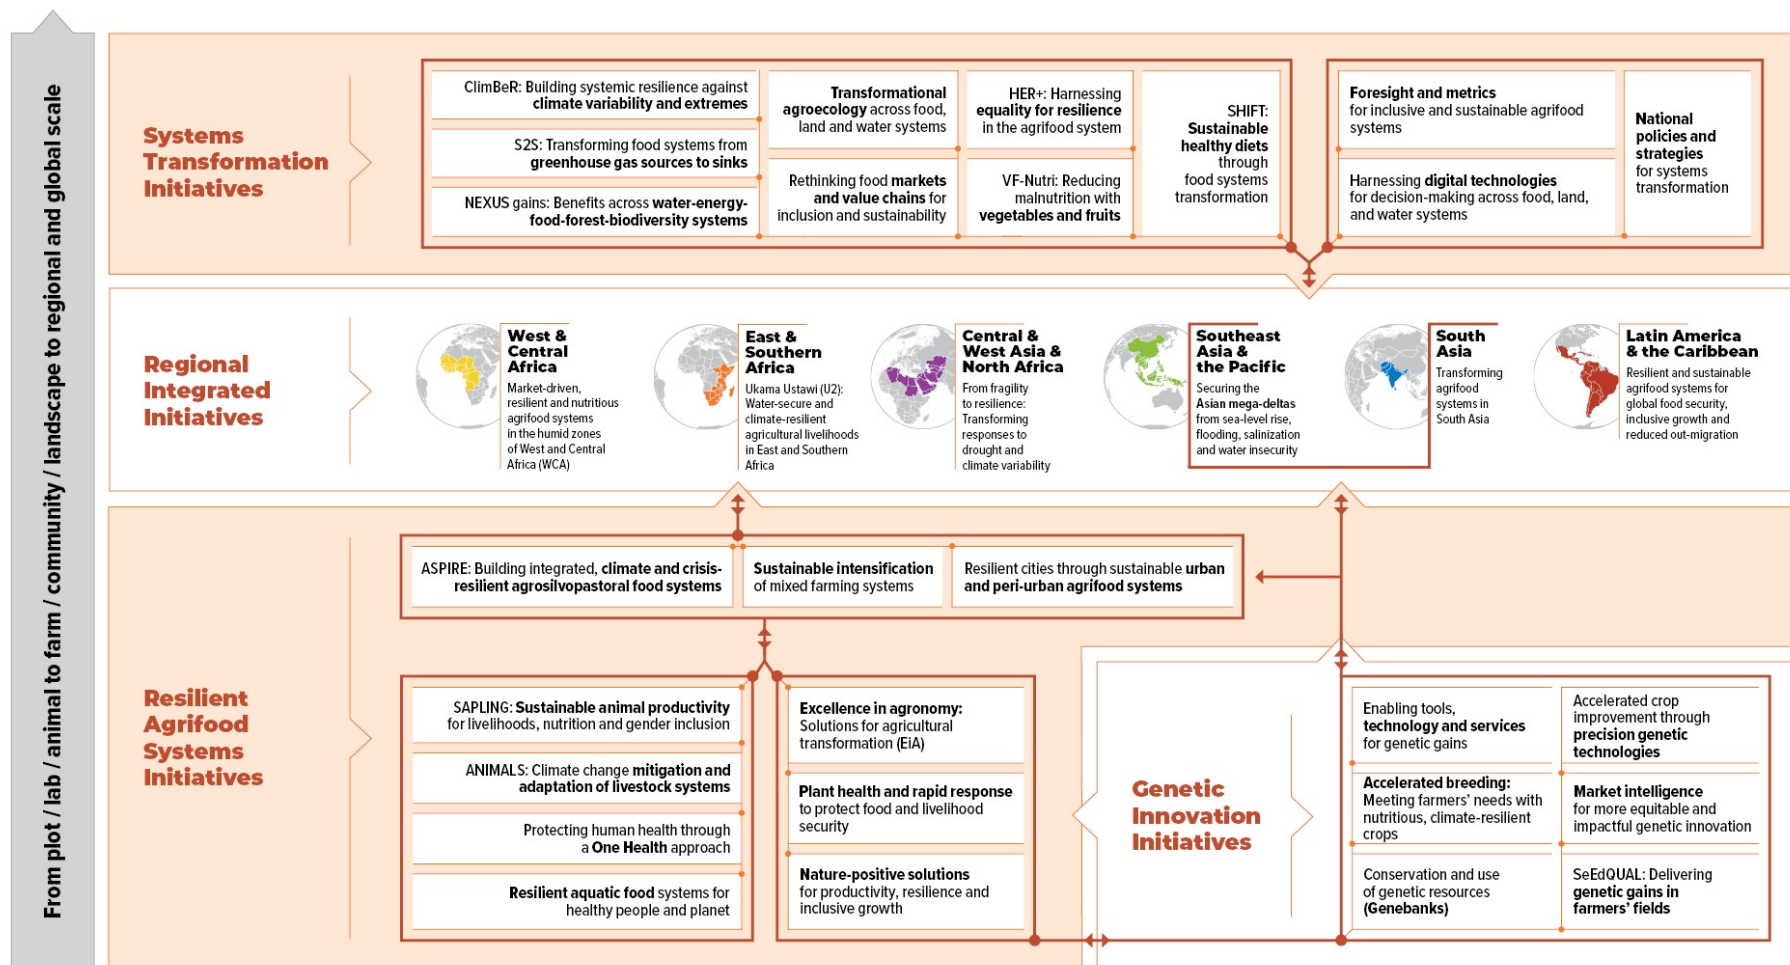 From plot / lab / animal to farm / community / landscape to regional and global scale
Systems
Transformation
Initiatives
ClimBeR: Building systemic resilience against
climate variability and extremes
S2S: Transforming food systems from
greenhouse gas sources to sinks
NEXUS gains: Benefits across water-energy-
food-forest-biodiversity systems
Transformational
agroecology across food,
land and water systems
Rethinking food markets
and value chains for
inclusion and sustainability
HER+: Harnessing
equality for resilience
in the agrifood system
VF-Nutri: Reducing
malnutrition with
vegetables and fruits
SHIFT:
Sustainable
healthy diets
through
food systems
transformation
Foresight and metrics
for inclusive and sustainable agrifood
systems
Harnessing digital technologies
for decision-making across food, land,
and water systems
National
policies and
strategies
for systems
transformation
Regional
Integrated
Initiatives
West &
Central
Africa
Market-driven,
resilient and nutritious
agrifood systems
in the humid zones
of West and Central
Africa (WCA)
East &
Southern
Africa
Ukama Ustawi (U2):
Water-secure and
climate-resilient
agricultural livelihoods
in East and Southern
Africa
Central &
West Asia &
North Africa
From fragility
to resilience:
Transforming
responses to
drought and
climate variability
Southeast
Asia &
the Pacific
Securing the
Asian mega-deltas
from sea-level rise,
flooding, salinization
and water insecurity
South
Asia
Transforming
agrifood
systems in
South Asia
Latin America
& the Caribbean
Resilient and sustainable
agrifood systems for
global food security,
inclusive growth and
reduced out-migration
Resilient
Agrifood
Systems
Initiatives
ASPIRE: Building integrated, climate and crisis-
resilient agrosilvopastoral food systems
Sustainable intensification
of mixed farming systems
Resilient cities through sustainable urban
and peri-urban agrifood systems
SAPLING: Sustainable animal productivity
for livelihoods, nutrition and gender inclusion
ANIMALS: Climate change mitigation and
adaptation of livestock systems
Protecting human health through
a One Health approach
Resilient aquatic food systems for
healthy people and planet
Excellence in agronomy:
Solutions for agricultural
transformation (EiA)
Plant health and rapid response
to protect food and livelihood
security
Nature-positive solutions
for productivity, resilience and
inclusive growth
Genetic
Innovation
Initiatives
Enabling tools,
technology and services
for genetic gains
Accelerated breeding:
Meeting farmers' needs with
nutritious, climate-resilient
crops
Conservation and use
of genetic resources
(Genebanks)
Accelerated crop
improvement through
precision genetic
technologies
Market intelligence
for more equitable and
impactful genetic innovation
SeEdQUAL: Delivering
genetic gains in
farmers' fields